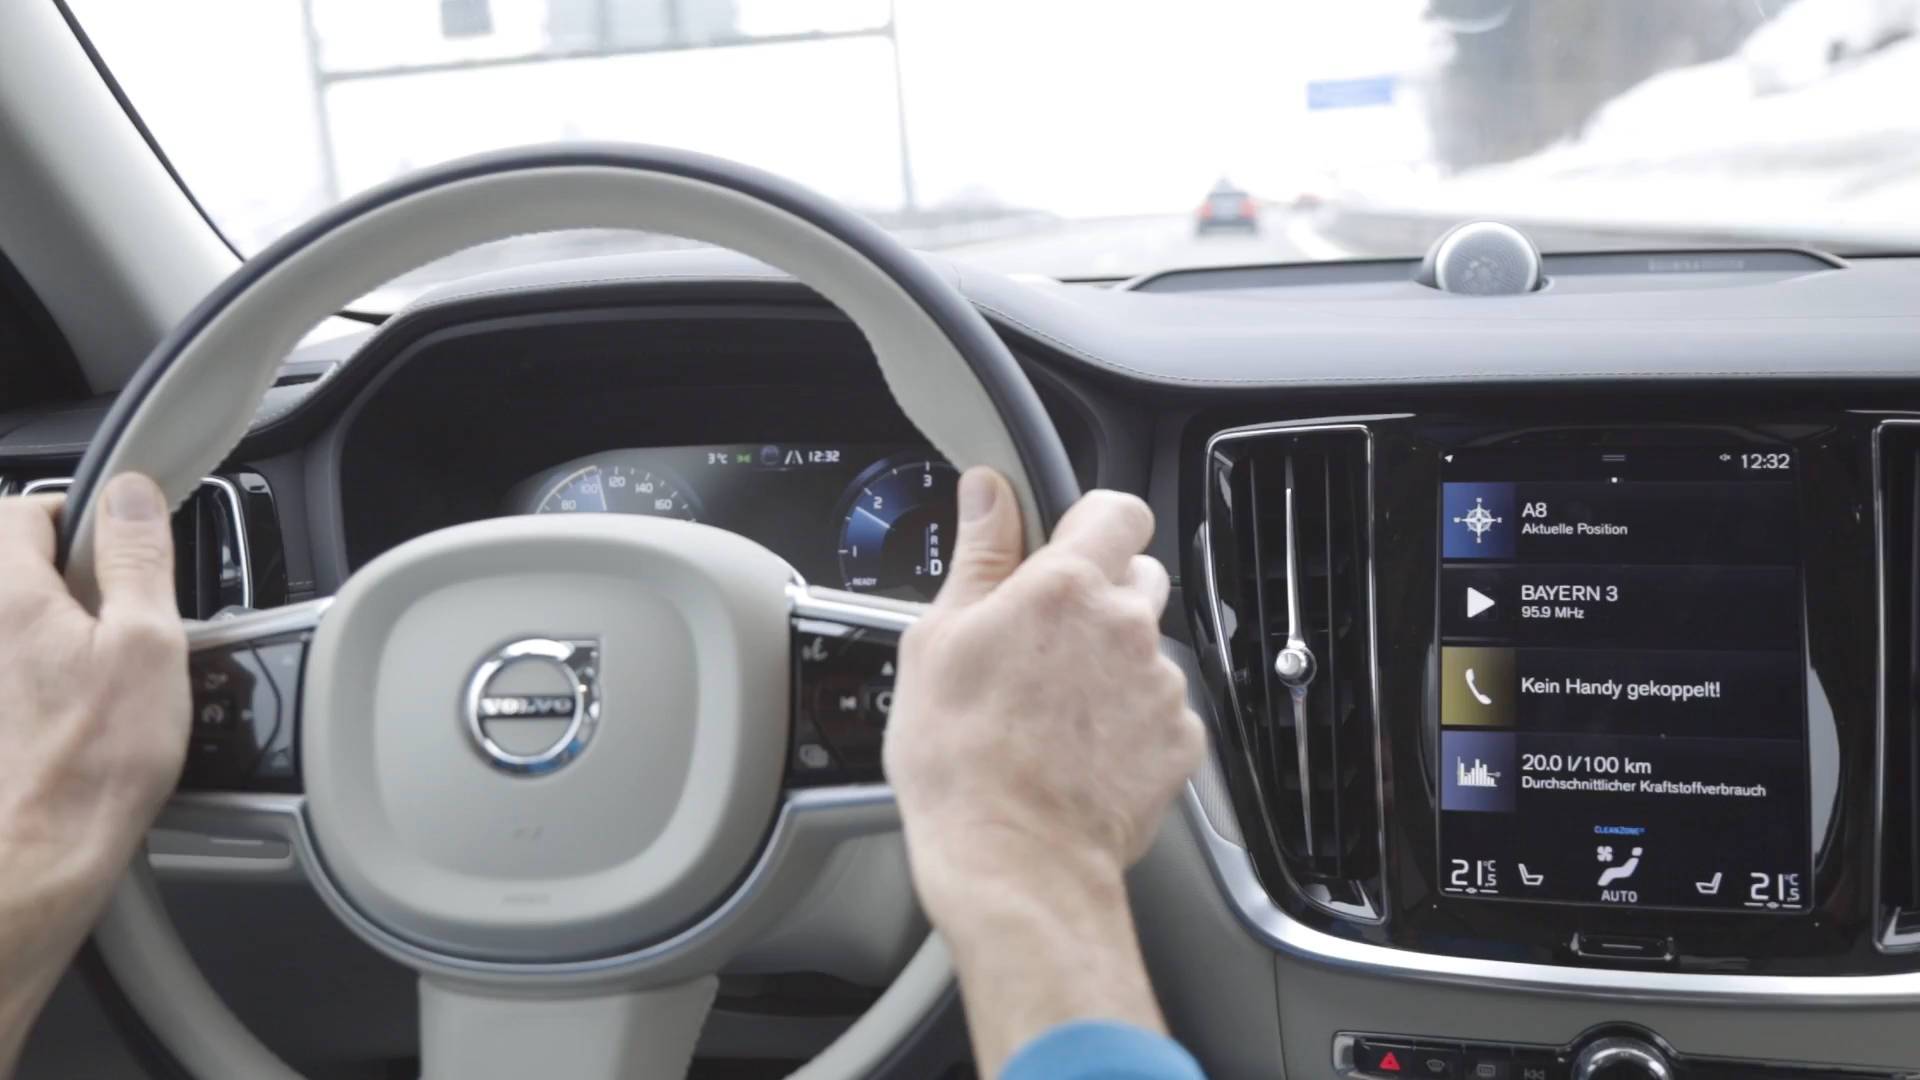 3°C 12:32
100 120 140
80 160
3
2
1
P
R
N
D
READY
VOLVO
12:32
A8
Aktuelle Position
BAYERN 3
95.9 MHz
Kein Handy gekoppelt!
20.0 l/100 km
Durchschnittlicher Kraftstoffverbrauch
CLEANZONE
21.5°C AUTO 21.5°C